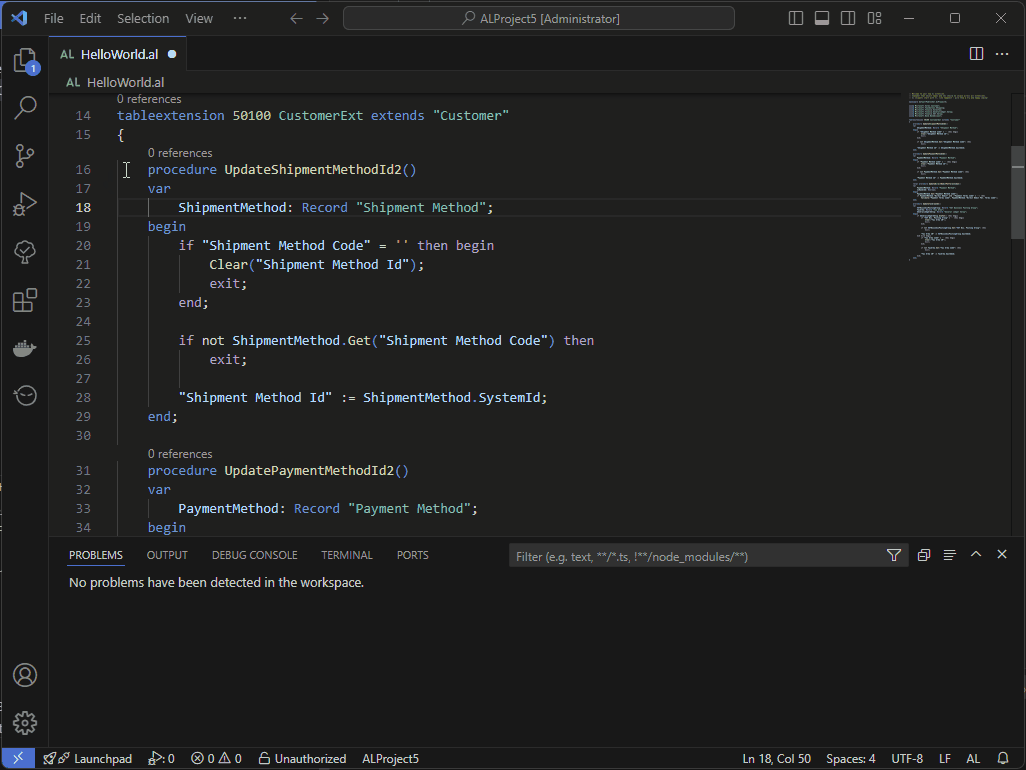 File Edit Selection View ··· ALProject5 [Administrator]
1
AL HelloWorld.al
AL HelloWorld.al
0 references
14 tableextension 50100 CustomerExt extends "Customer"
15 {
0 references
16 procedure UpdateShipmentMethodId2()
17 var
18 ShipmentMethod: Record "Shipment Method";
19 begin
20 if "Shipment Method Code" = '' then begin
21 Clear("Shipment Method Id");
22 exit;
23 end;
24
25 if not ShipmentMethod.Get("Shipment Method Code") then
26 exit;
27
28 "Shipment Method Id" := ShipmentMethod.SystemId;
29 end;
30
0 references
31 procedure UpdatePaymentMethodId2()
32 var
33 PaymentMethod: Record "Payment Method";
34 begin
PROBLEMS OUTPUT DEBUG CONSOLE TERMINAL PORTS Filter (e.g. text, **/*.ts, !**/node_modules/**)
No problems have been detected in the workspace.
Launchpad 0 0 0 Unauthorized ALProject5 Ln 18, Col 50 Spaces: 4 UTF-8 LF AL